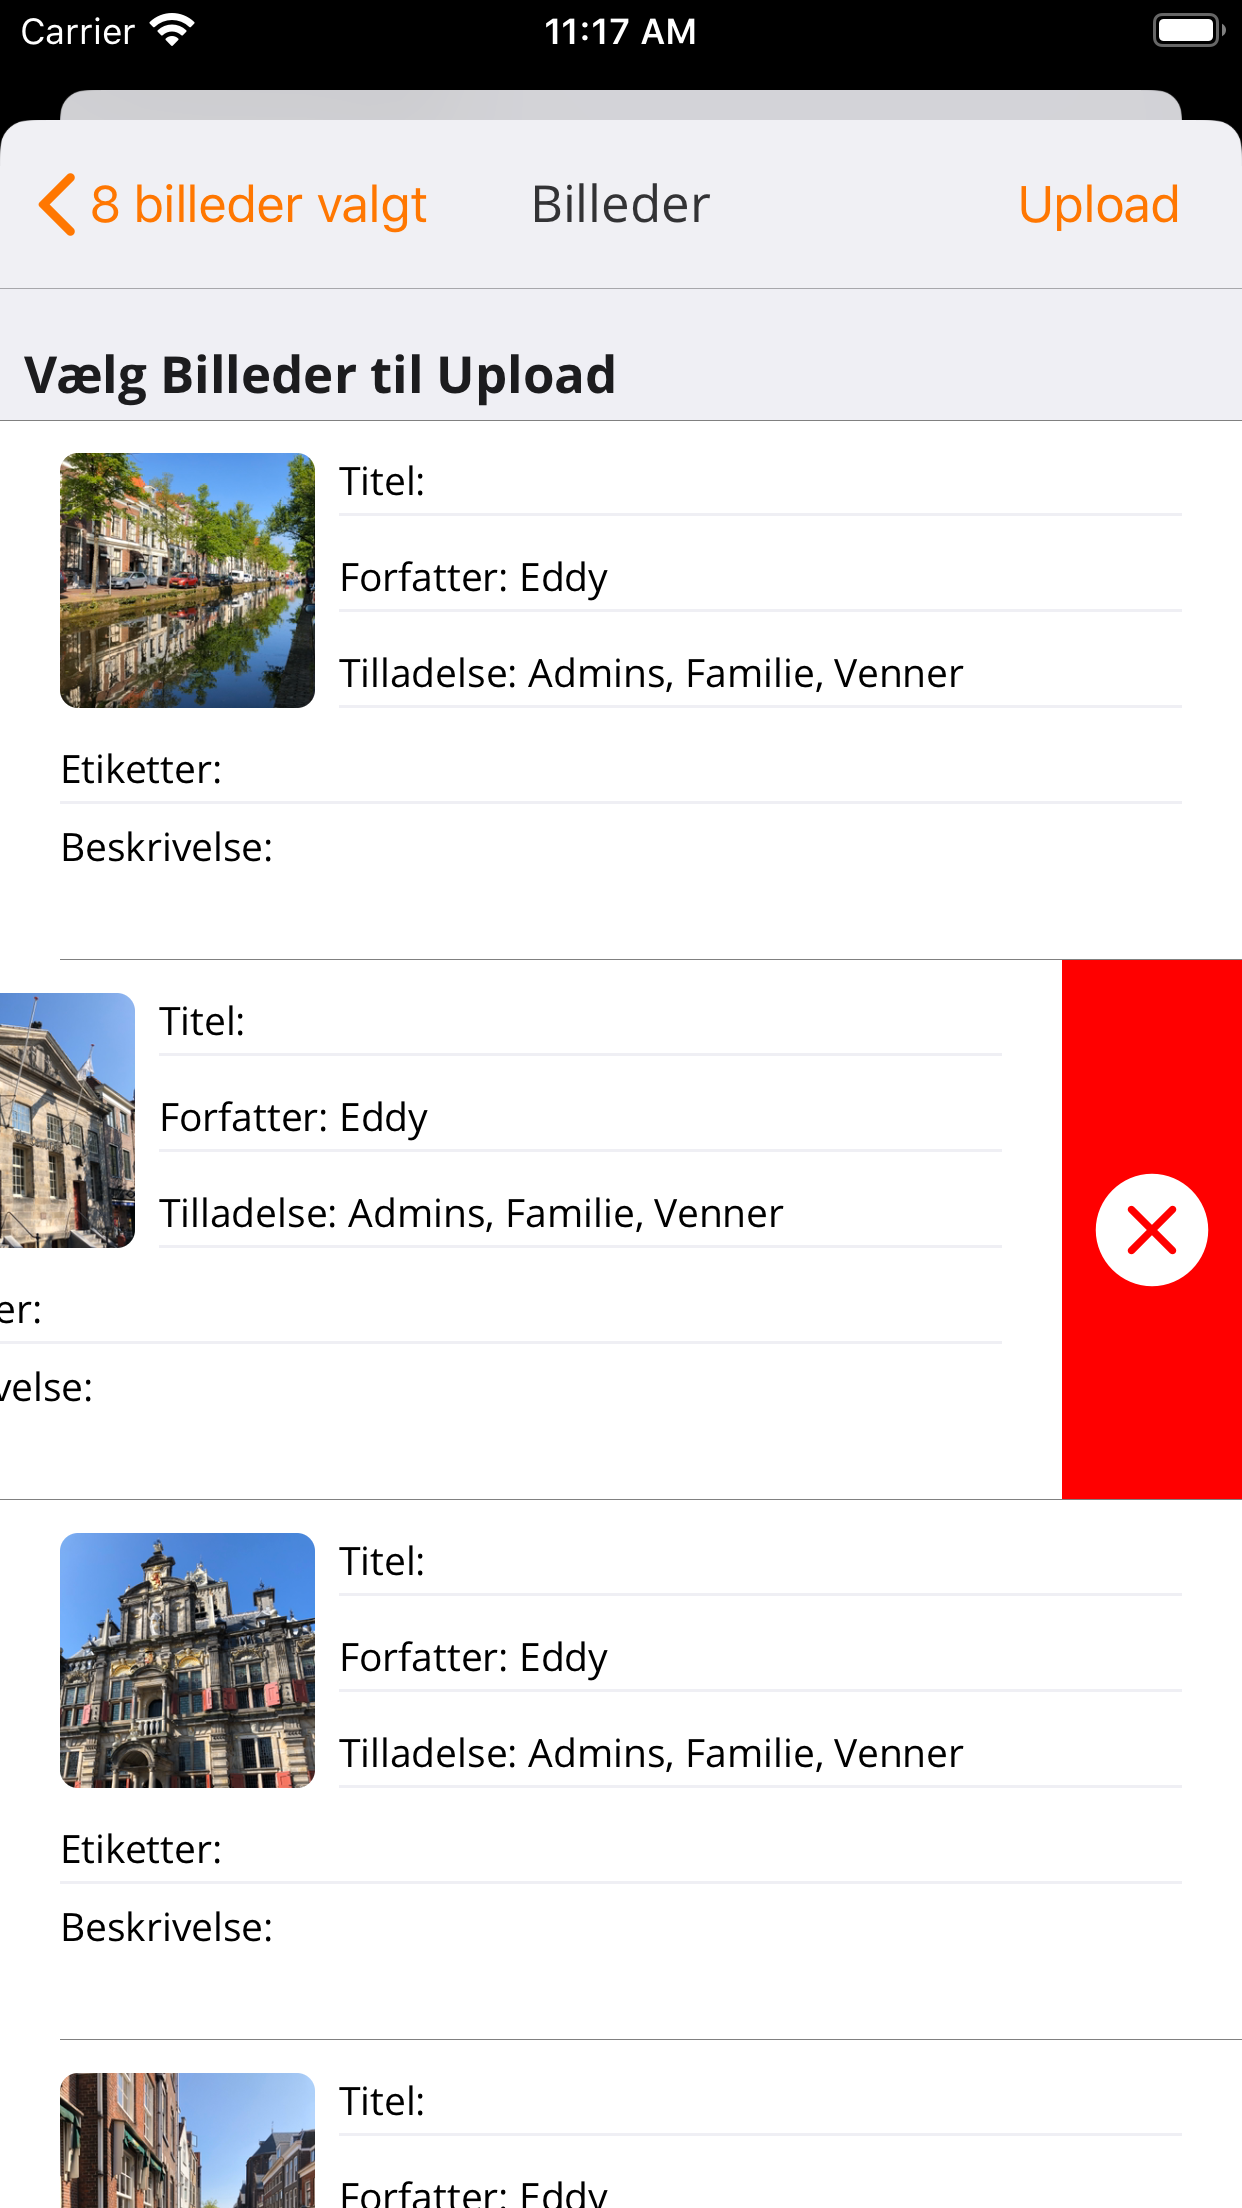 Carrier 11:17 AM
8 billeder valgt Billeder Upload
Vælg Billeder til Upload
Titel:
Forfatter: Eddy
Tilladelse: Admins, Familie, Venner
Etiketter:
Beskrivelse:
Titel:
Forfatter: Eddy
Tilladelse: Admins, Familie, Venner
er:
velse:
Titel:
Forfatter: Eddy
Tilladelse: Admins, Familie, Venner
Etiketter:
Beskrivelse:
Titel:
Forfatter: Eddy